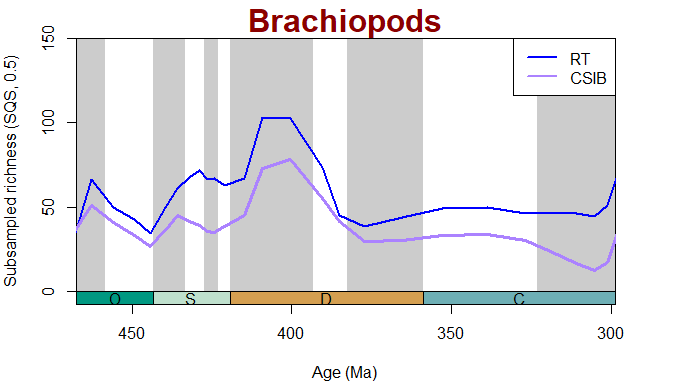 Brachiopods
Subsampled richness (SQS, 0.5)
150
100
50
0
RT
CSIB
O
S
D
C
450
400
350
300
Age (Ma)